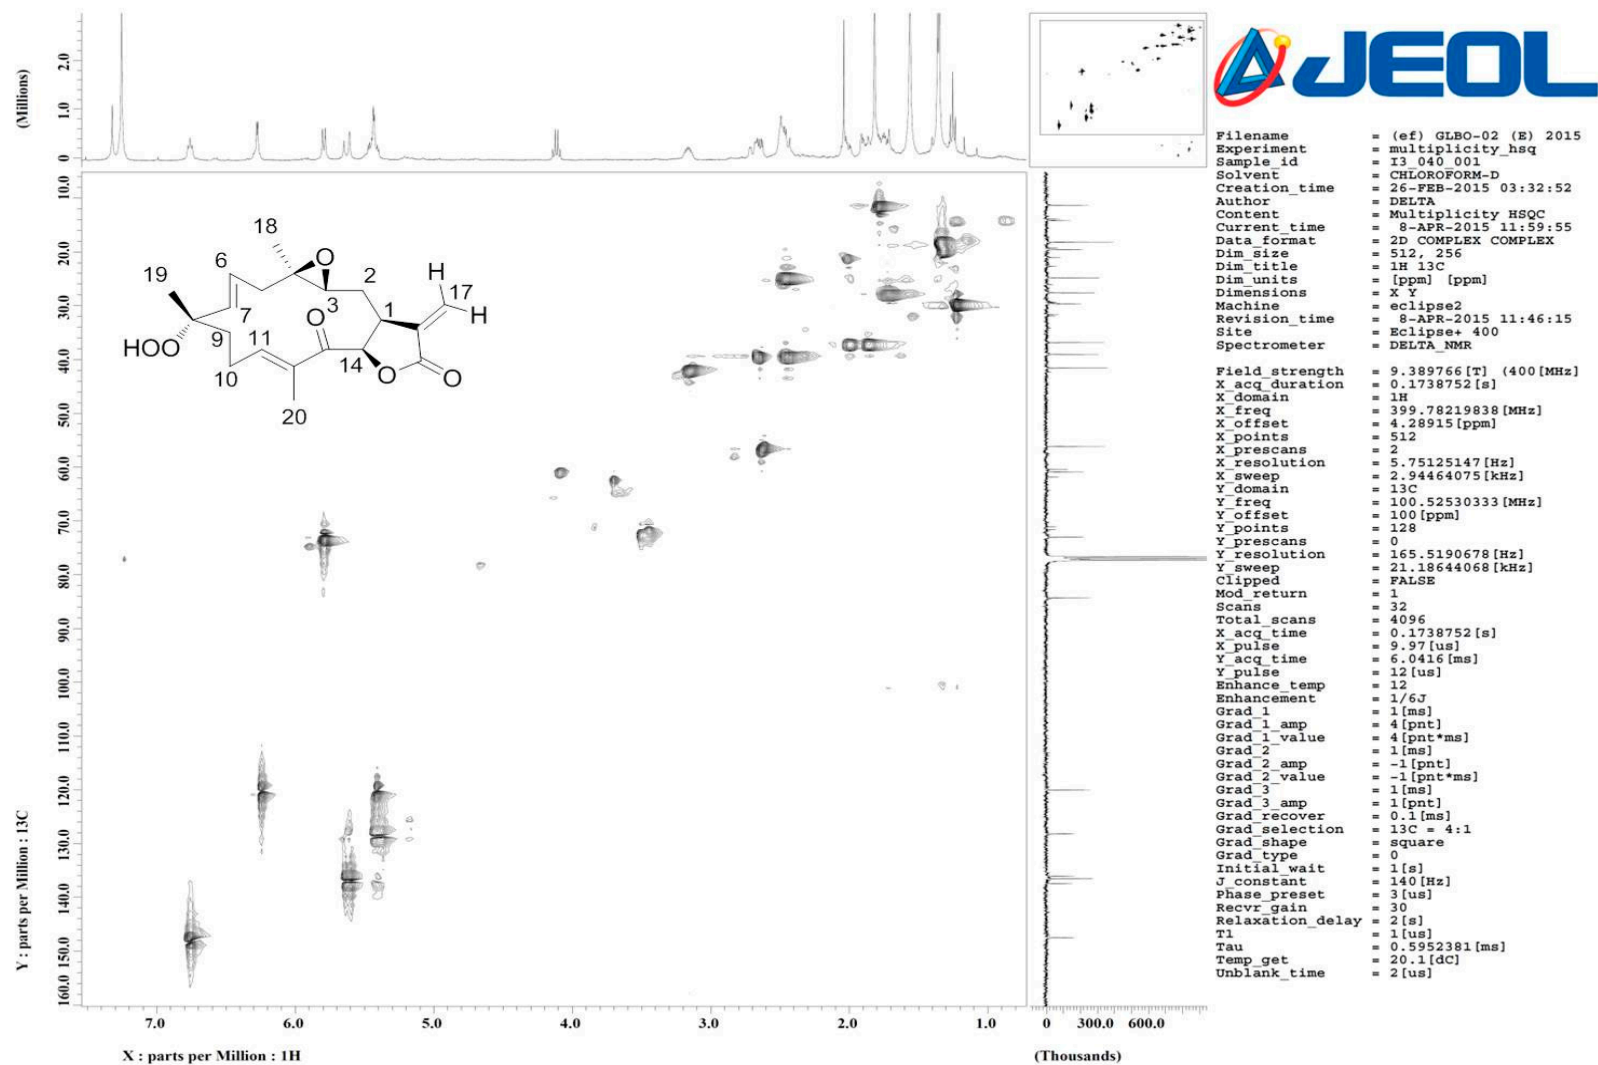 JEOL
(Millions)
0 1.0 2.0
Filename = (ef) GLBO-02 (E) 2015
Experiment = multiplicity_hsq
Sample_id = I3_040_001
Solvent = CHLOROFORM-D
Creation_time = 26-FEB-2015 03:32:52
Author = DELTA
Content = Multiplicity HSQC
Current_time = 8-APR-2015 11:59:55
Data_format = 2D COMPLEX COMPLEX
Dim_size = 512, 256
Dim_title = 1H 13C
Dim_units = [ppm] [ppm]
Dimensions = X Y
Machine = eclipse2
Revision_time = 8-APR-2015 11:46:15
Site = Eclipse+ 400
Spectrometer = DELTA_NMR
Field_strength = 9.389766[T] (400[MHz]
X_acq_duration = 0.1738752[s]
X_domain = 1H
X_freq = 399.78219838[MHz]
X_offset = 4.28915[ppm]
X_points = 512
X_prescans = 2
X_resolution = 5.75125147[Hz]
X_sweep = 2.94464075[kHz]
Y_domain = 13C
Y_freq = 100.52530333[MHz]
Y_offset = 100[ppm]
Y_points = 128
Y_prescans = 0
Y_resolution = 165.5190678[Hz]
Y_sweep = 21.18644068[kHz]
Clipped = FALSE
Mod_return = 1
Scans = 32
Total_scans = 4096
X_acq_time = 0.1738752[s]
X_pulse = 9.97[us]
Y_acq_time = 6.0416[ms]
Y_pulse = 12[us]
Enhance_temp = 12
Enhancement = 1/6J
Grad_1 = 1[ms]
Grad_1_amp = 4[pnt]
Grad_1_value = 4[pnt*ms]
Grad_2 = 1[ms]
Grad_2_amp = -1[pnt]
Grad_2_value = -1[pnt*ms]
Grad_3 = 1[ms]
Grad_3_amp = 1[pnt]
Grad_recover = 0.1[ms]
Grad_selection = 13C = 4:1
Grad_shape = square
Grad_type = 0
Initial_wait = 1[s]
J_constant = 140[Hz]
Phase_preset = 3[us]
Recvr_gain = 30
Relaxation_delay = 2[s]
T1 = 1[us]
Tau = 0.5952381[ms]
Temp_get = 20.1[dC]
Unblank_time = 2[us]
18
O
6
2
H
19
3
1
17
O
H
7
HOO
9
11
14
O
O
10
20
10.0 20.0 30.0 40.0 50.0 60.0 70.0 80.0 90.0 100.0 110.0 120.0 130.0 140.0 150.0 160.0
Y : parts per Million : 13C
7.0 6.0 5.0 4.0 3.0 2.0 1.0
0 300.0 600.0
X : parts per Million : 1H
(Thousands)